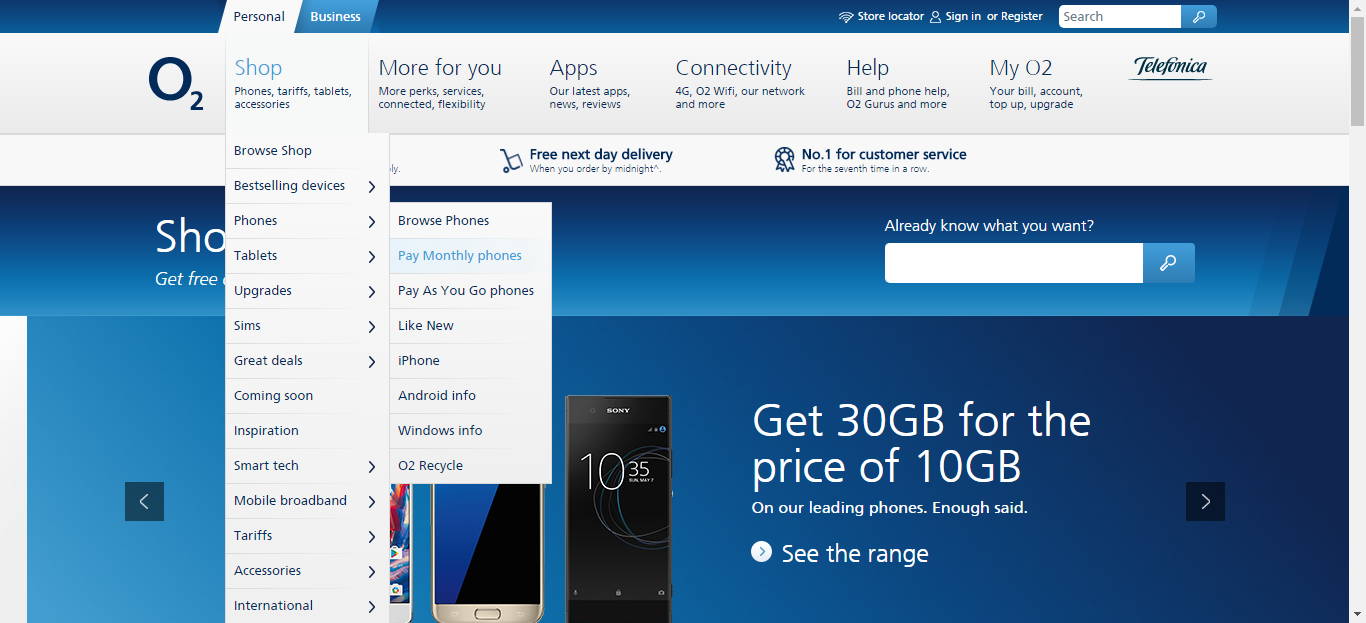 Personal
Business
Store locator
Sign in or Register
Search
O2
Shop
Phones, tariffs, tablets,
accessories
More for you
More perks, services,
connected, flexibility
Apps
Our latest apps,
news, reviews
Connectivity
4G, O2 Wifi, our network
and more
Help
Bill and phone help,
O2 Gurus and more
My O2
Your bill, account,
top up, upgrade
Telefónica
Browse Shop
Bestselling devices
Phones
Tablets
Upgrades
Sims
Great deals
Coming soon
Inspiration
Smart tech
Mobile broadband
Tariffs
Accessories
International
Browse Phones
Pay Monthly phones
Pay As You Go phones
Like New
iPhone
Android info
Windows info
O2 Recycle
Free next day delivery
When you order by midnight^.
No.1 for customer service
For the seventh time in a row.
Sho
Get free
Already know what you want?
SONY
10 35
SUN, MAY 7
Get 30GB for the
price of 10GB
On our leading phones. Enough said.
See the range